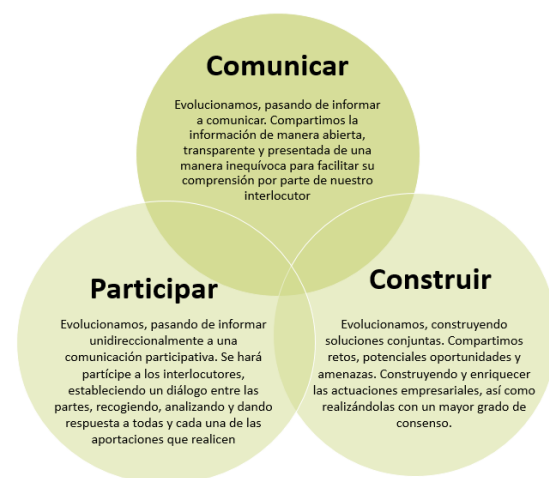 Comunicar
Evolucionamos, pasando de informar
a comunicar. Compartimos la
información de manera abierta,
transparente y presentada de una
manera inequívoca para facilitar su
comprensión por parte de nuestro
interlocutor
Participar
Evolucionamos, pasando de informar
unidireccionalmente a una
comunicación participativa. Se hará
partícipe a los interlocutores,
estableciendo un diálogo entre las
partes, recogiendo, analizando y dando
respuesta a todas y cada una de las
aportaciones que realicen
Construir
Evolucionamos, construyendo
soluciones conjuntas. Compartimos
retos, potenciales oportunidades y
amenazas. Construyendo y enriquecer
las actuaciones empresariales, así como
realizándolas con un mayor grado de
consenso.